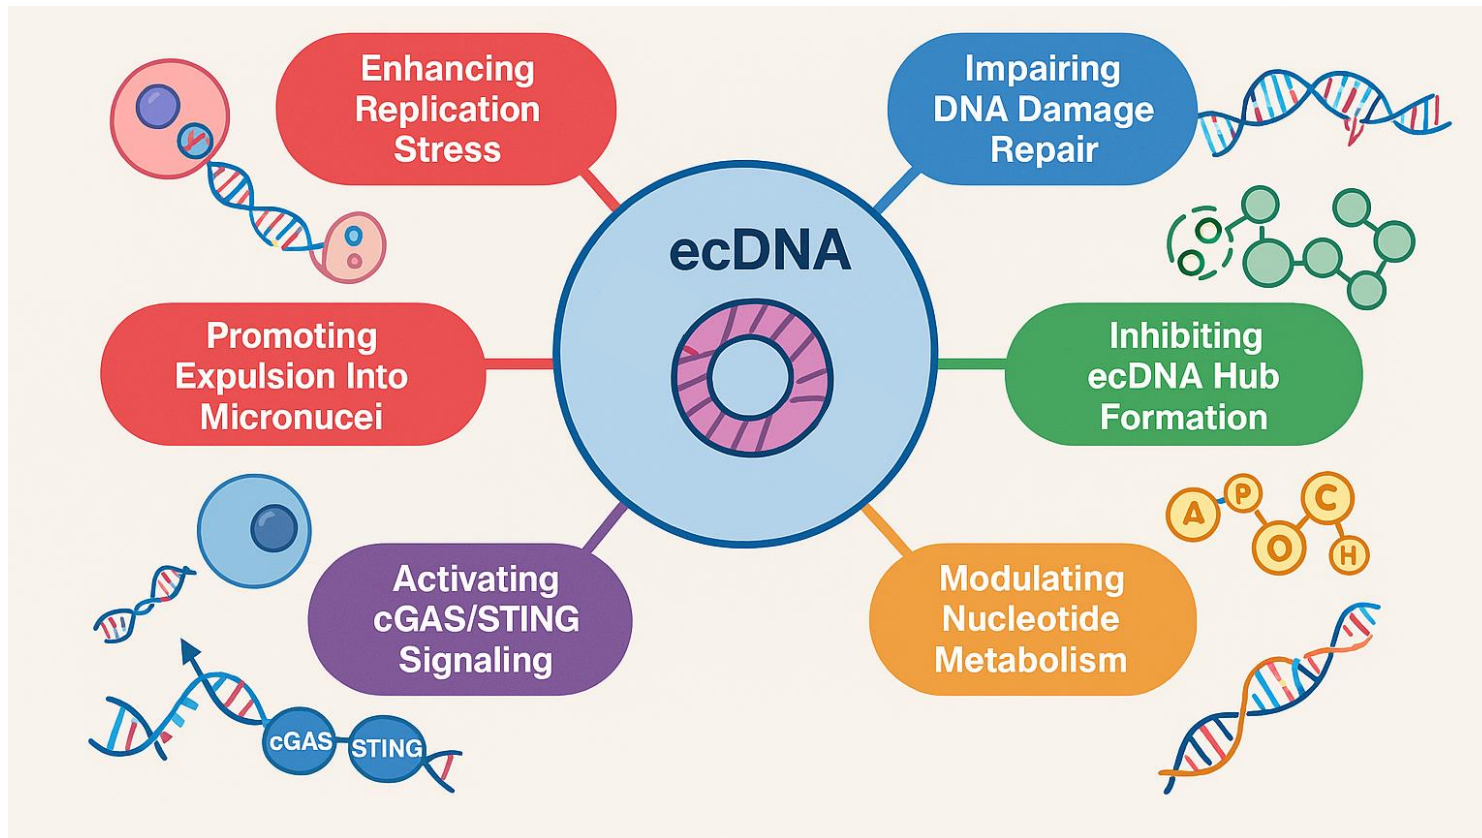 Enhancing
Replication
Stress
Impairing
DNA Damage
Repair
ecDNA
Promoting
Expulsion Into
Micronucei
Inhibiting
ecDNA Hub
Formation
Activating
cGAS/STING
Signaling
Modulating
Nucleotide
Metabolism
A
P
O
C
H
cGAS
STING